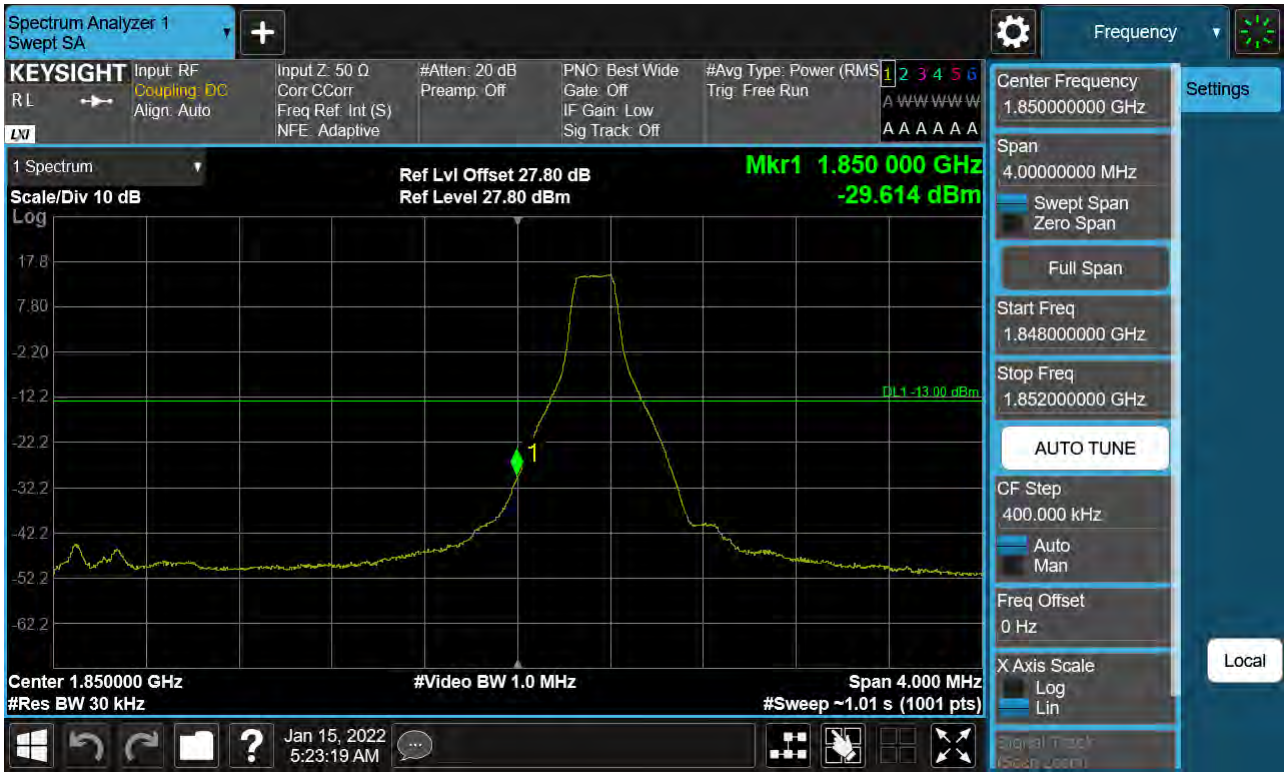 Spectrum Analyzer 1
Swept SA
Frequency
KEYSIGHT
RL
LXI
Input: RF
Coupling: DC
Align: Auto
Input Z: 50 Ω
Corr CCorr
Freq Ref: Int (S)
NFE: Adaptive
#Atten: 20 dB
Preamp: Off
PNO: Best Wide
Gate: Off
IF Gain: Low
Sig Track: Off
#Avg Type: Power (RMS
Trig: Free Run
1 2 3 4 5 6
A W W W W W
A A A A A A
1 Spectrum
Scale/Div 10 dB
Log
Ref Lvl Offset 27.80 dB
Ref Level 27.80 dBm
Mkr1 1.850 000 GHz
-29.614 dBm
17.8
7.80
-2.20
-12.2
-22.2
-32.2
-42.2
-52.2
-62.2
DL1 -13.00 dBm
1
Center 1.850000 GHz
#Res BW 30 kHz
#Video BW 1.0 MHz
Span 4.000 MHz
#Sweep ~1.01 s (1001 pts)
Center Frequency
1.850000000 GHz
Span
4.00000000 MHz
Swept Span
Zero Span
Full Span
Start Freq
1.848000000 GHz
Stop Freq
1.852000000 GHz
AUTO TUNE
CF Step
400.000 kHz
Auto
Man
Freq Offset
0 Hz
X Axis Scale
Log
Lin
Signal Track
(Span Zoom)
Settings
Local
?
Jan 15, 2022
5:23:19 AM